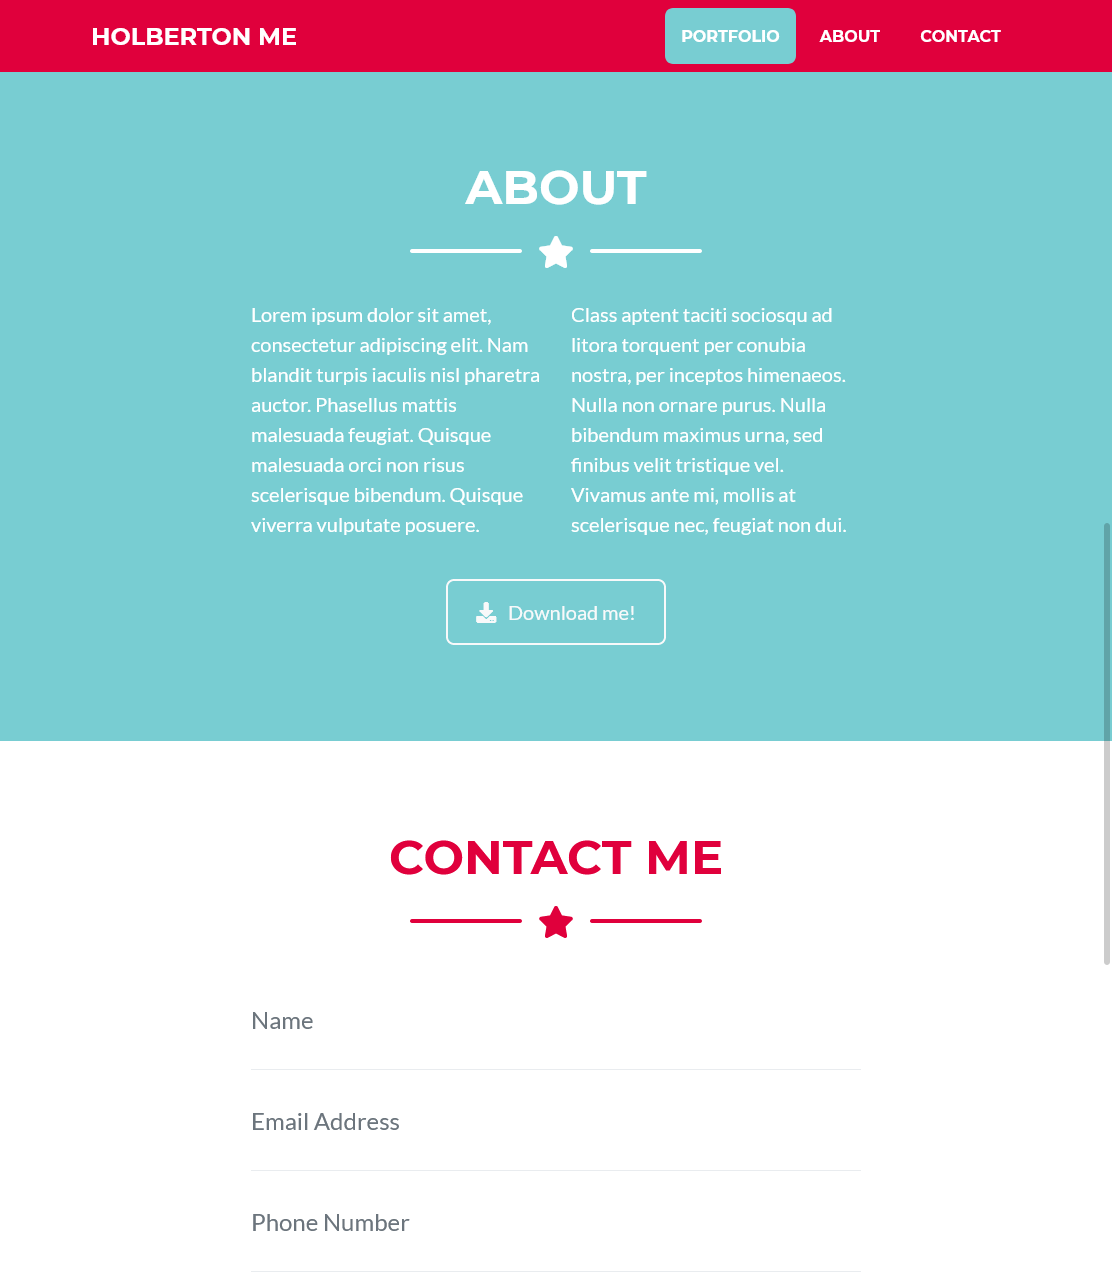 HOLBERTON ME
PORTFOLIO
ABOUT
CONTACT
ABOUT
Lorem ipsum dolor sit amet,
consectetur adipiscing elit. Nam
blandit turpis iaculis nisl pharetra
auctor. Phasellus mattis
malesuada feugiat. Quisque
malesuada orci non risus
scelerisque bibendum. Quisque
viverra vulputate posuere.
Class aptent taciti sociosqu ad
litora torquent per conubia
nostra, per inceptos himenaeos.
Nulla non ornare purus. Nulla
bibendum maximus urna, sed
finibus velit tristique vel.
Vivamus ante mi, mollis at
scelerisque nec, feugiat non dui.
Download me!
CONTACT ME
Name
Email Address
Phone Number